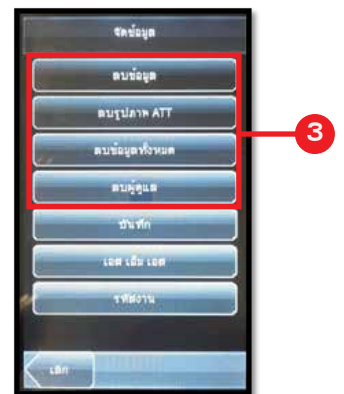 จัดข้อมูล
ลบข้อมูล
ลบรูปภาพ ATT
3
ลบข้อมูลทั้งหมด
ลบผู้ดูแล
บันทึก
เอส เอ็ม เอส
รหัสงาน
เลิก